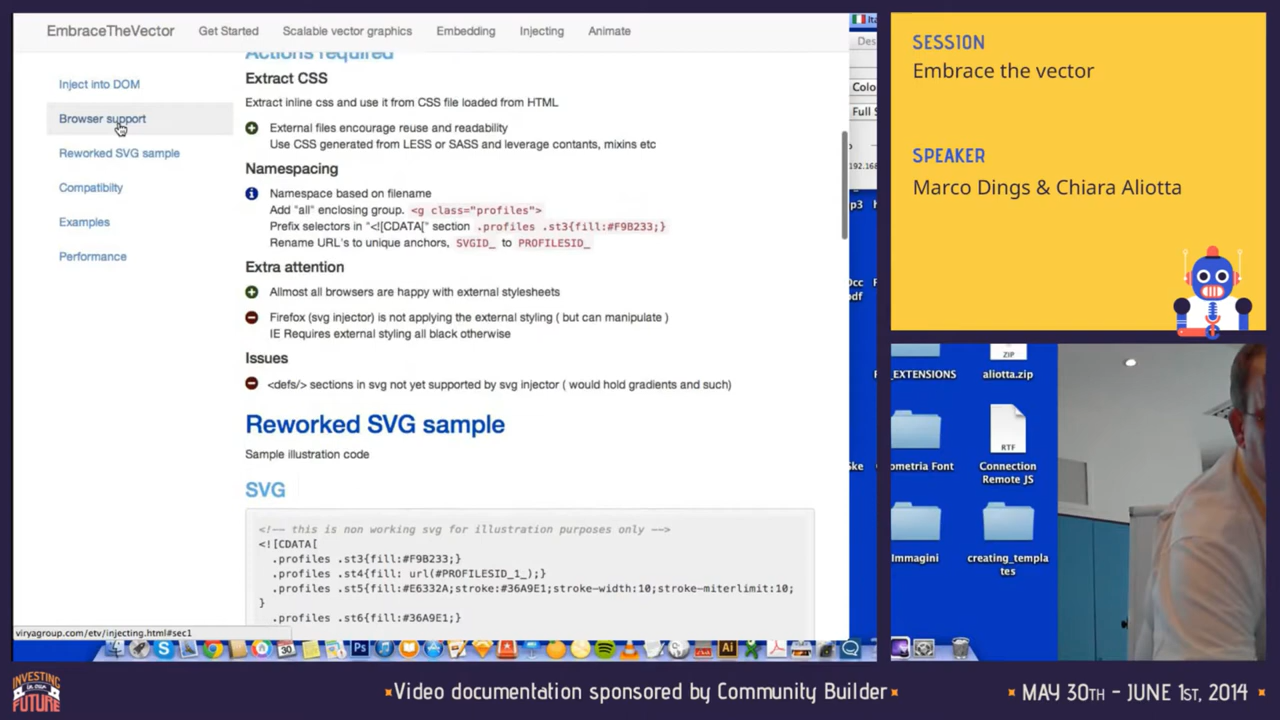 EmbraceTheVector
Get Started
Scalable vector graphics
Embedding
Injecting
Animate
Inject into DOM
Browser support
Reworked SVG sample
Compatibilty
Examples
Performance
Actions required
Extract CSS
Extract inline css and use it from CSS file loaded from HTML
External files encourage reuse and readability
Use CSS generated from LESS or SASS and leverage contants, mixins etc
Namespacing
Namespace based on filename
Add "all" enclosing group. <g class="profiles">
Prefix selectors in "<![CDATA[" section .profiles .st3{fill:#F9B233;}
Rename URL's to unique anchors, SVGID_ to PROFILESID_
Extra attention
Allmost all browsers are happy with external stylesheets
Firefox (svg injector) is not applying the external styling ( but can manipulate )
IE Requires external styling all black otherwise
Issues
<defs/> sections in svg not yet supported by svg injector ( would hold gradients and such)
Reworked SVG sample
Sample illustration code
SVG
<!-- this is non working svg for illustration purposes only -->
<![CDATA[
.profiles .st3{fill:#F9B233;}
.profiles .st4{fill: url(#PROFILESID_1_);}
.profiles .st5{fill:#E6332A;stroke:#36A9E1;stroke-width:10;stroke-miterlimit:10;
}
.profiles .st6{fill:#36A9E1;}
viryagroup.com/etv/injecting.html#sec1
SESSION
Embrace the vector
SPEAKER
Marco Dings & Chiara Aliotta
_EXTENSIONS
ZIP
aliotta.zip
ometria Font
RTF
Connection
Remote JS
Immagini
creating_templa
tes
INVESTING
IN OUR
FUTURE
Video documentation sponsored by Community Builder
MAY 30TH - JUNE 1ST, 2014